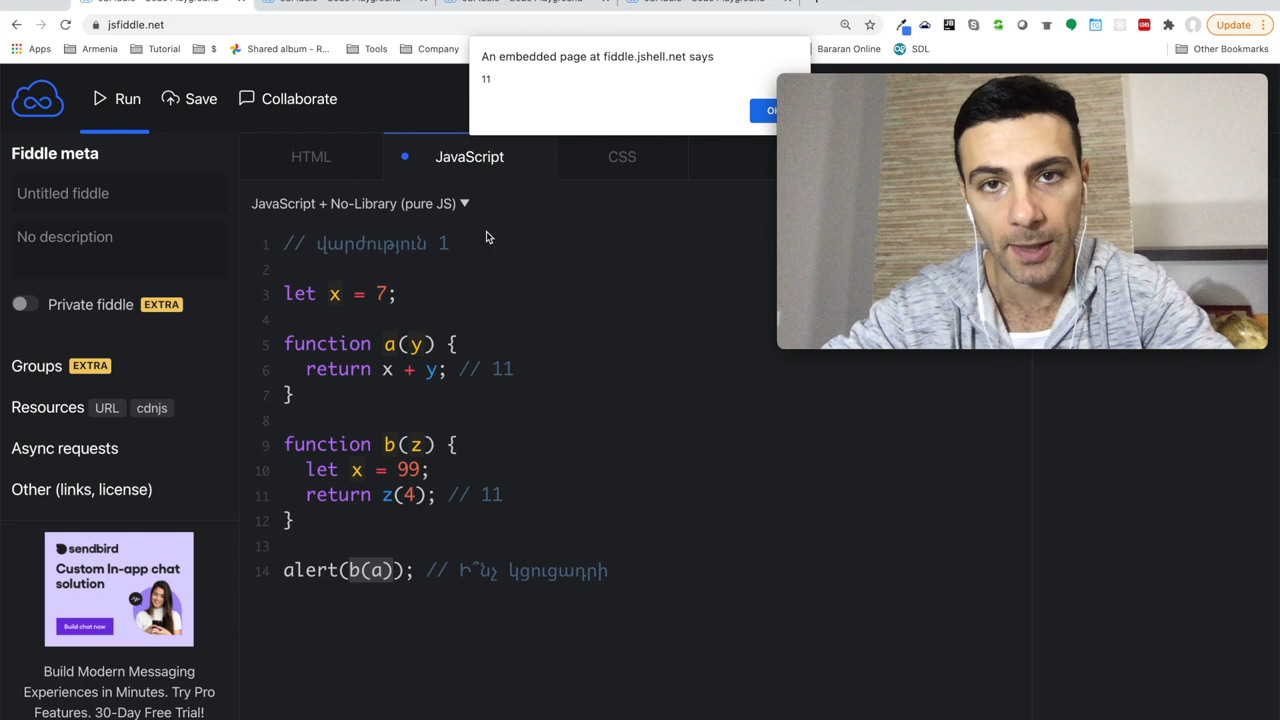 jsfiddle.net
Update
Apps
Armenia
Tutorial
$
Shared album - R...
Tools
Company
Bararan Online
SDL
Other Bookmarks
An embedded page at fiddle.jshell.net says
11
Run
Save
Collaborate
Fiddle meta
Untitled fiddle
No description
Private fiddle EXTRA
Groups EXTRA
Resources URL cdnjs
Async requests
Other (links, license)
sendbird
Custom In-app chat
solution
Build chat now
Build Modern Messaging
Experiences in Minutes. Try Pro
Features. 30-Day Free Trial!
HTML
JavaScript
CSS
JavaScript + No-Library (pure JS) ▼
1 // վարժություն 1
2
3 let x = 7;
4
5 function a(y) {
6 return x + y; // 11
7 }
8
9 function b(z) {
10 let x = 99;
11 return z(4); // 11
12 }
13
14 alert(b(a)); // Ի՞նչ կցուցադրի